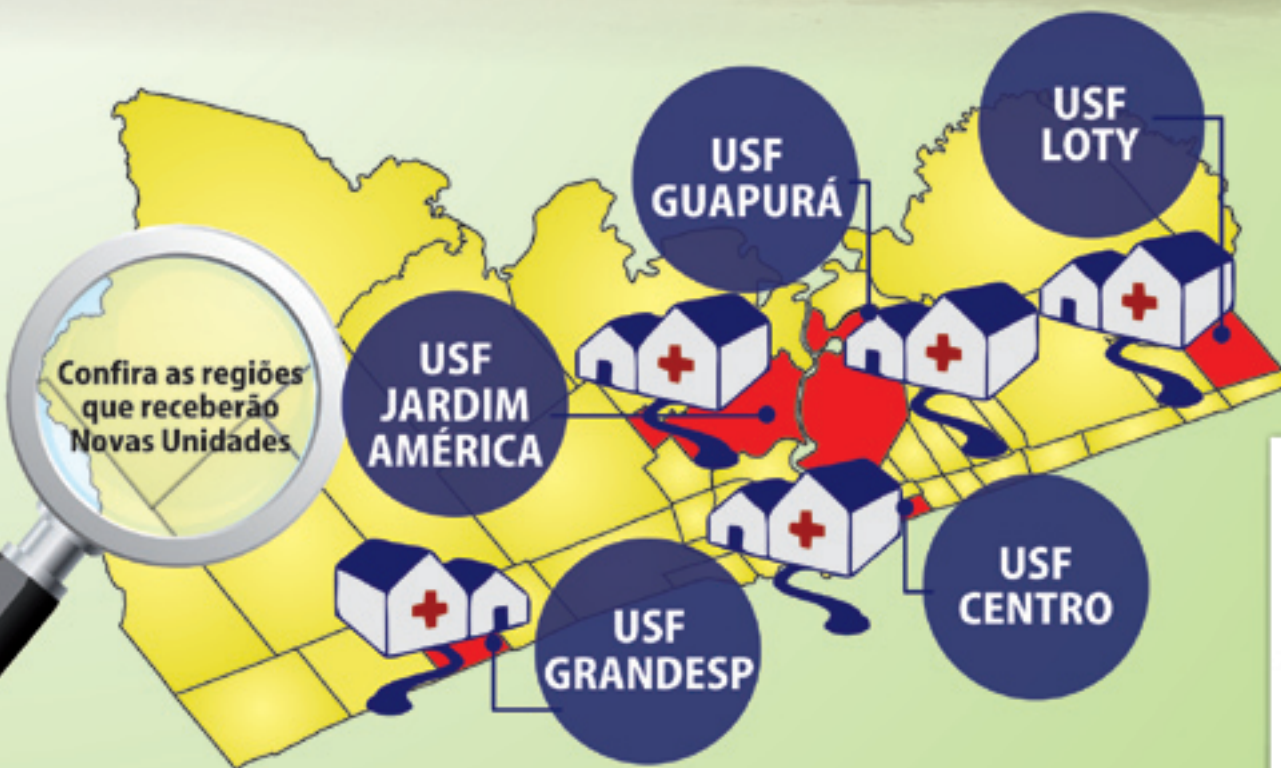 USF
LOTY
USF
GUAPURÁ
Confira as regiões
que receberão
Novas Unidades
USF
JARDIM
AMÉRICA
USF
CENTRO
USF
GRANDESP